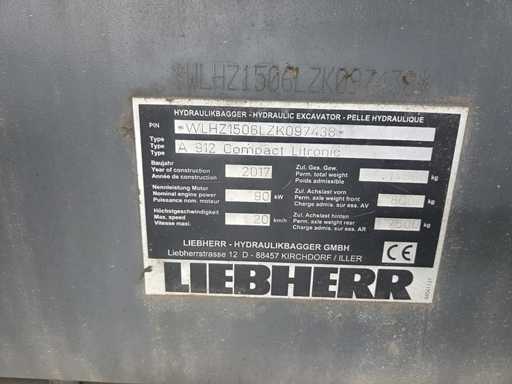 *WLHZ1506LZK097438*
HYDRAULIKBAGGER - HYDRAULIC EXCAVATOR - PELLE HYDRAULIQUE
PIN *WLHZ1506LZK097438*
Type
Type A 912 Compact Litronic
Type
Baujahr
Year of construction 2017
Année de construction
Nennleistung Motor
Nominal engine power 90 kW
Puissance nom. moteur
Höchstgeschwindigkeit
Max. speed 20 km/h
Vitesse maxi.
Zul. Ges. Gew.
Perm. total weight kg
Poids admissible
Zul. Achslast vorn
Perm. axle weight front kg
Charge admis. sur ess. AV
Zul. Achslast hinten
Perm. axle weight rear kg
Charge admis. sur ess. AR
LIEBHERR - HYDRAULIKBAGGER GMBH
Liebherrstrasse 12 D - 88457 KIRCHDORF / ILLER
CE
LIEBHERR